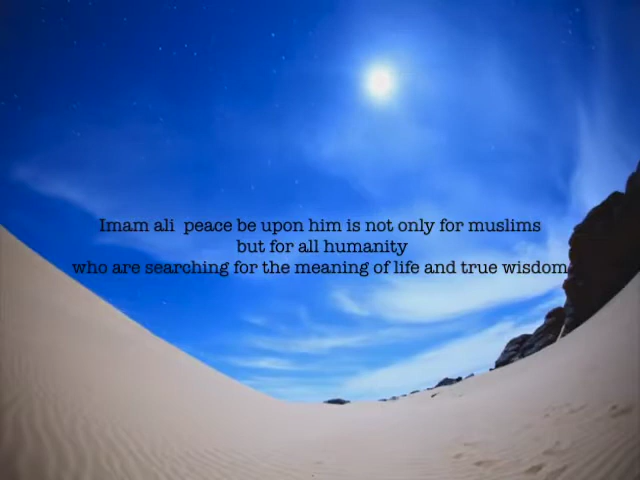 Imam ali  peace be upon him is not only for muslims
but for all humanity
who are searching for the meaning of life and true wisdom